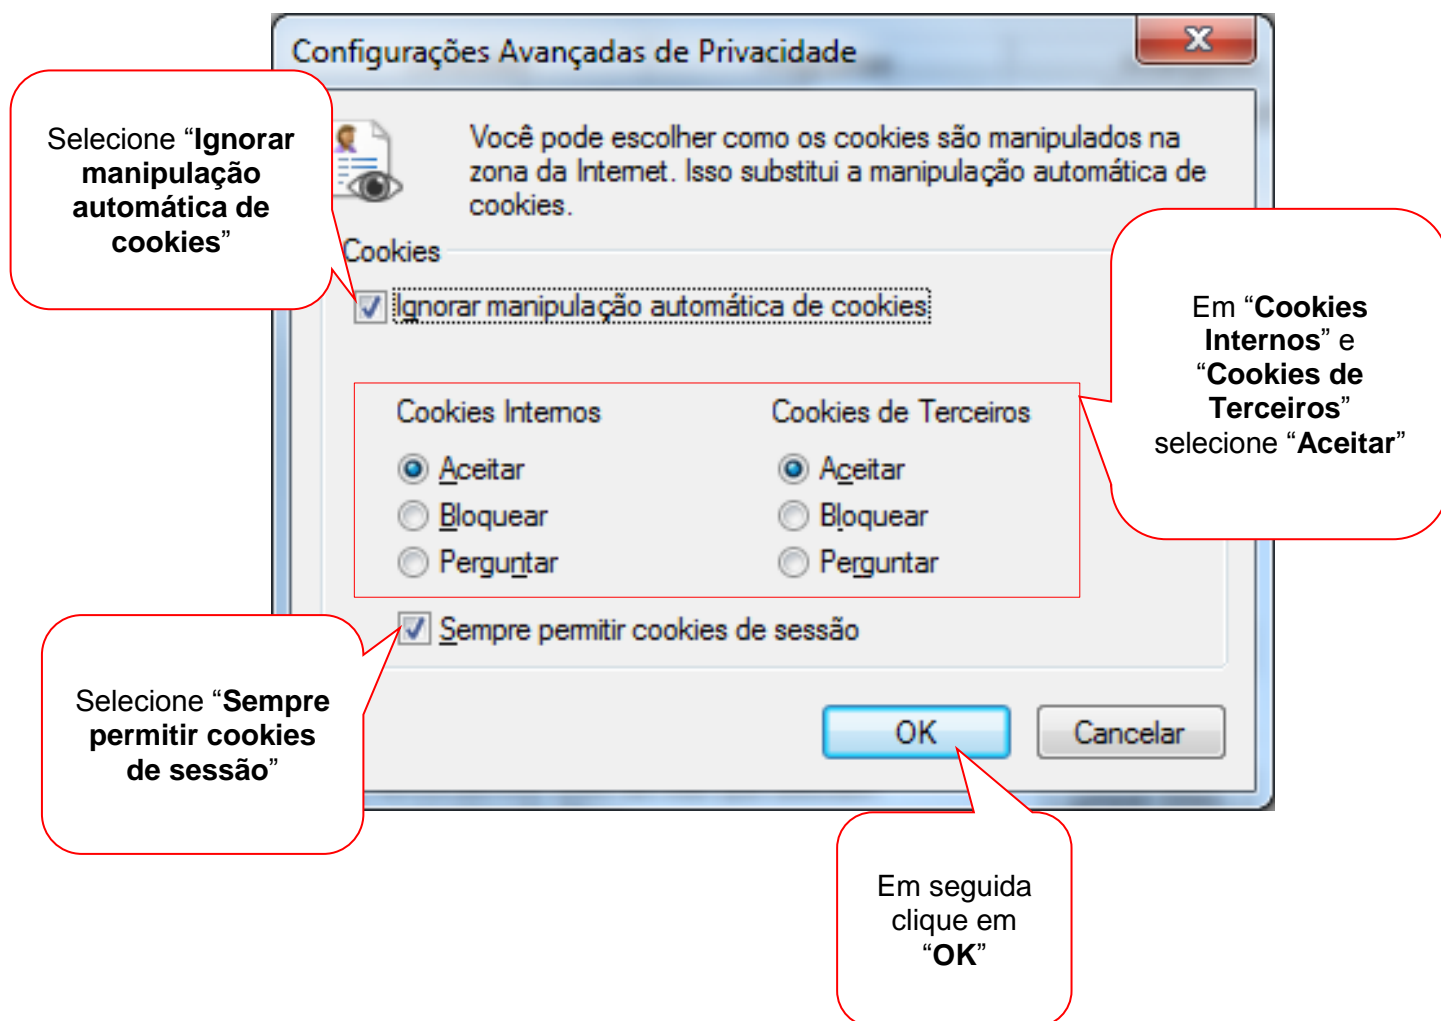 Configurações Avançadas de Privacidade
Selecione “Ignorar
manipulação
automática de
cookies”
Você pode escolher como os cookies são manipulados na
zona da Internet. Isso substitui a manipulação automática de
cookies.
Cookies
Ignorar manipulação automática de cookies
Em “Cookies
Internos” e
“Cookies de
Terceiros”
selecione “Aceitar”
Cookies Internos
Aceitar
Bloquear
Perguntar
Cookies de Terceiros
Aceitar
Bloquear
Perguntar
Sempre permitir cookies de sessão
Selecione “Sempre
permitir cookies
de sessão”
OK
Cancelar
Em seguida
clique em
“OK”